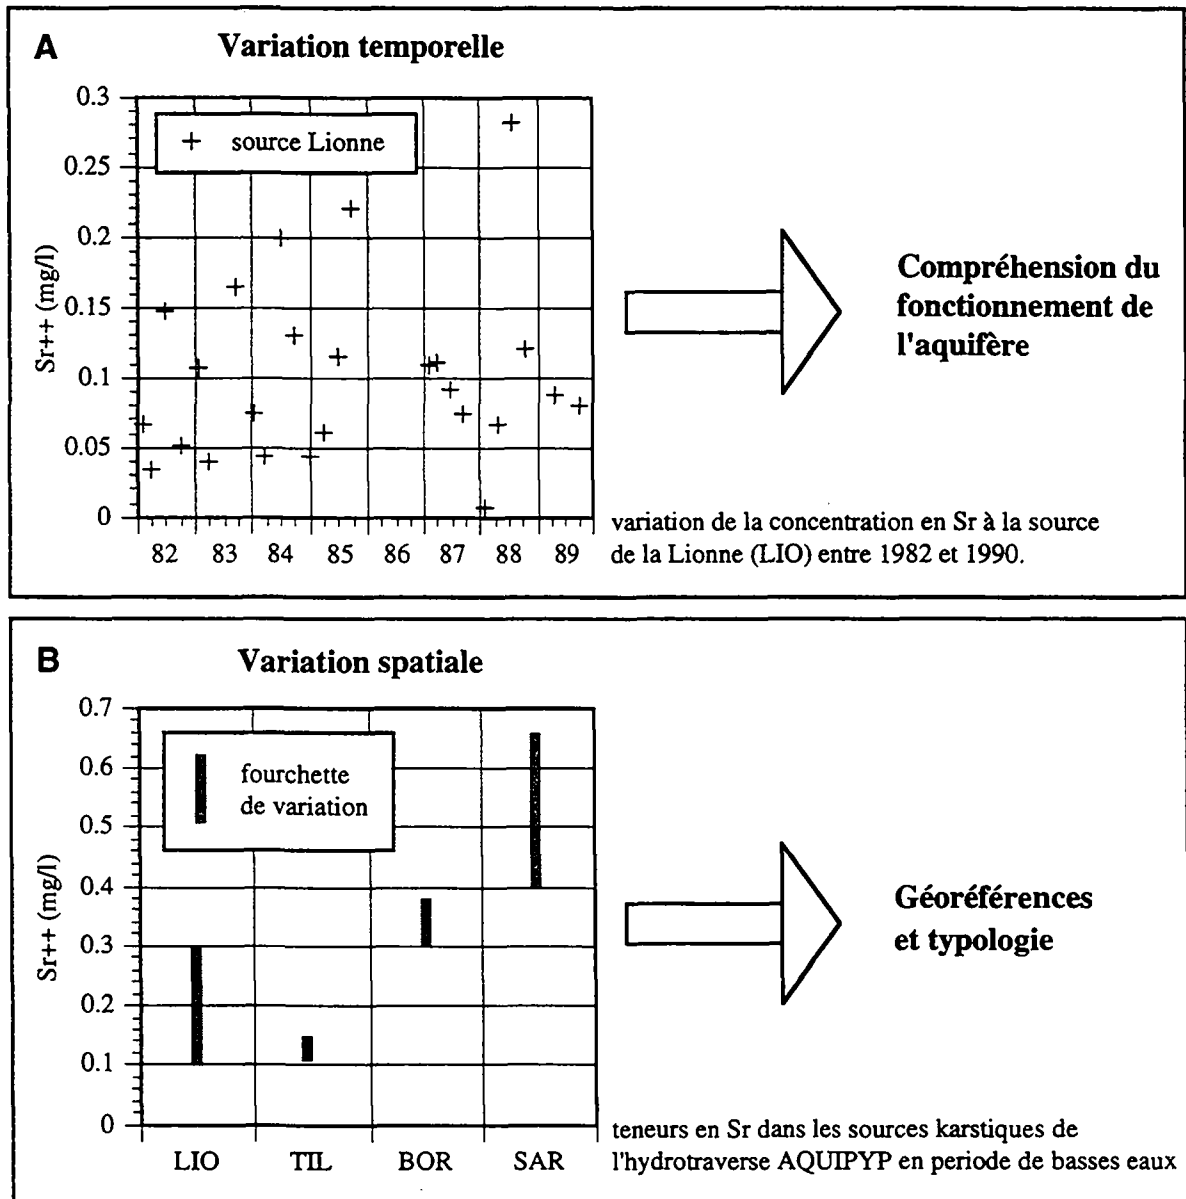 A
Variation temporelle
0.3
0.25
0.2
0.15
0.1
0.05
0
Sr++ (mg/l)
source Lionne
82 83 84 85 86 87 88 89
Compréhension du
fonctionnement de
l'aquifère
variation de la concentration en Sr à la source
de la Lionne (LIO) entre 1982 et 1990.
B
Variation spatiale
0.7
0.6
0.5
0.4
0.3
0.2
0.1
0
Sr++ (mg/l)
fourchette
de variation
LIO TIL BOR SAR
Géoréférences
et typologie
teneurs en Sr dans les sources karstiques de
l'hydrotraverse AQUIPYP en periode de basses eaux